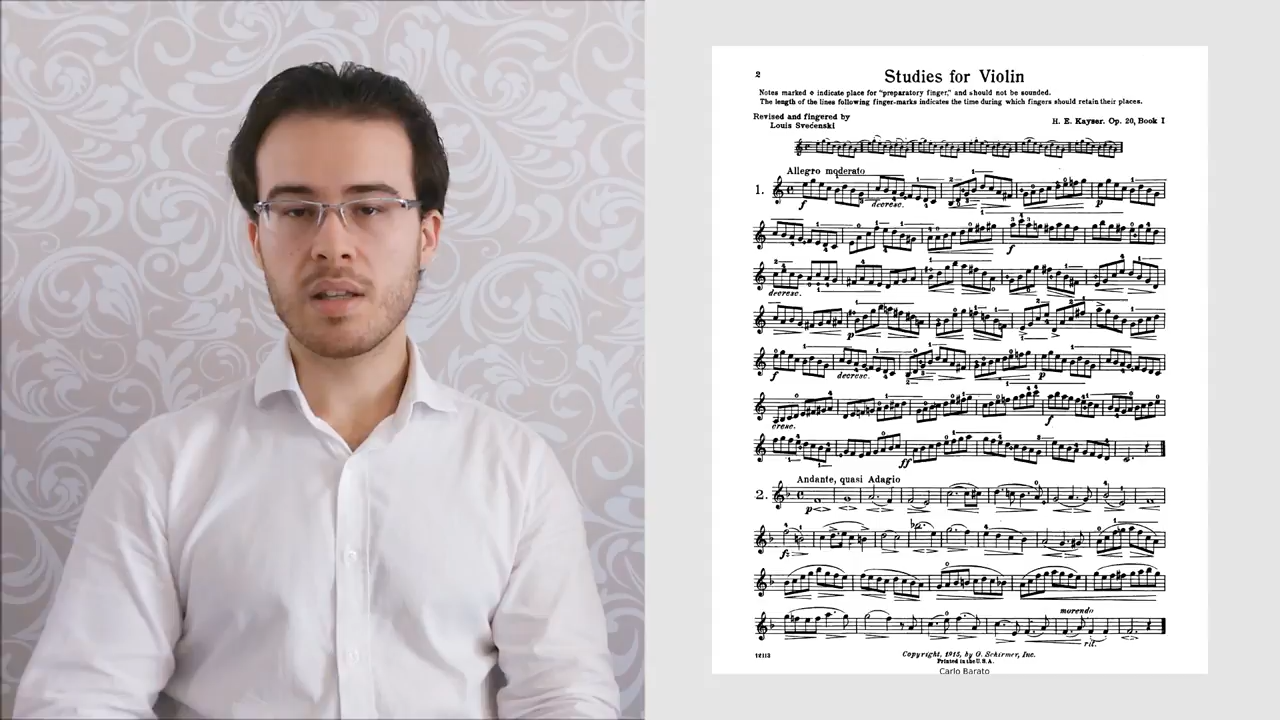 2
Studies for Violin
Notes marked ⋄ indicate place for "preparatory finger," and should not be sounded.
The length of the lines following finger-marks indicates the time during which fingers should retain their places.
Revised and fingered by
Louis Svećenski
H. E. Kayser. Op. 20, Book I
Allegro moderato
1.
f
decresc.
p
f
decresc.
p
f
decresc.
p
cresc.
f
ff
Andante, quasi Adagio
2.
p
f
morendo
rit.
12113
Copyright, 1915, by G. Schirmer, Inc.
Printed in the U. S. A.
Carlo Barato